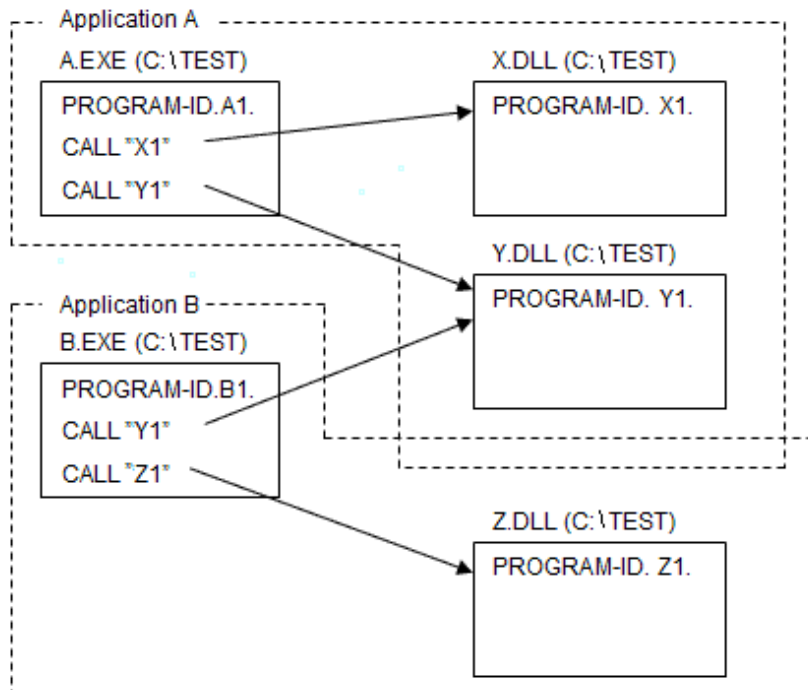 Application A
A.EXE (C:\TEST)
PROGRAM-ID.A1.
CALL "X1"
CALL "Y1"
X.DLL (C:\TEST)
PROGRAM-ID. X1.
Y.DLL (C:\TEST)
PROGRAM-ID. Y1.
Application B
B.EXE (C:\TEST)
PROGRAM-ID.B1.
CALL "Y1"
CALL "Z1"
Z.DLL (C:\TEST)
PROGRAM-ID. Z1.